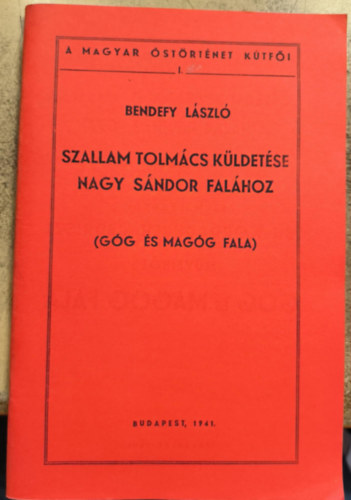 A MAGYAR ŐSTÖRTÉNET KÚTFŐI
I.
BENDEFY LÁSZLÓ
SZALLAM TOLMÁCS KÜLDETÉSE
NAGY SÁNDOR FALÁHOZ
(GÓG ÉS MAGÓG FALA)
BUDAPEST, 1941.